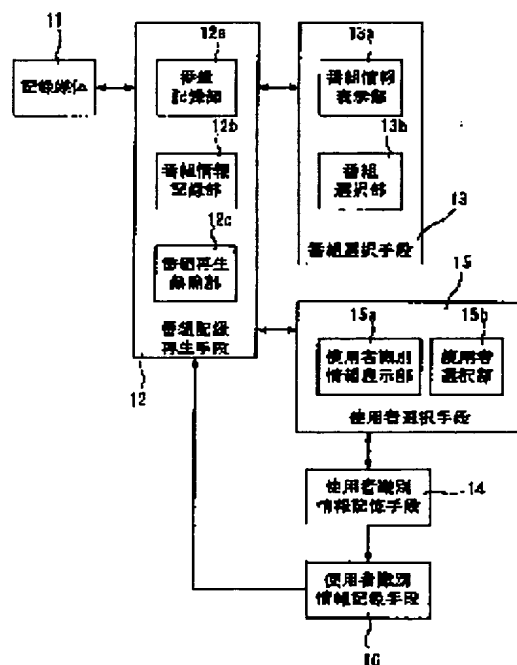 11
記録媒体
12a
番組
記録部
12b
番組情報
記録部
12c
番組再生
番組記録
再生手段
12
13a
番組情報
表示部
13b
番組
選択部
13
番組選択手段
15
15a
使用者識別
情報表示部
15b
使用者
選択部
使用者選択手段
使用者識別
情報記憶手段
14
使用者識別
情報記録手段
16